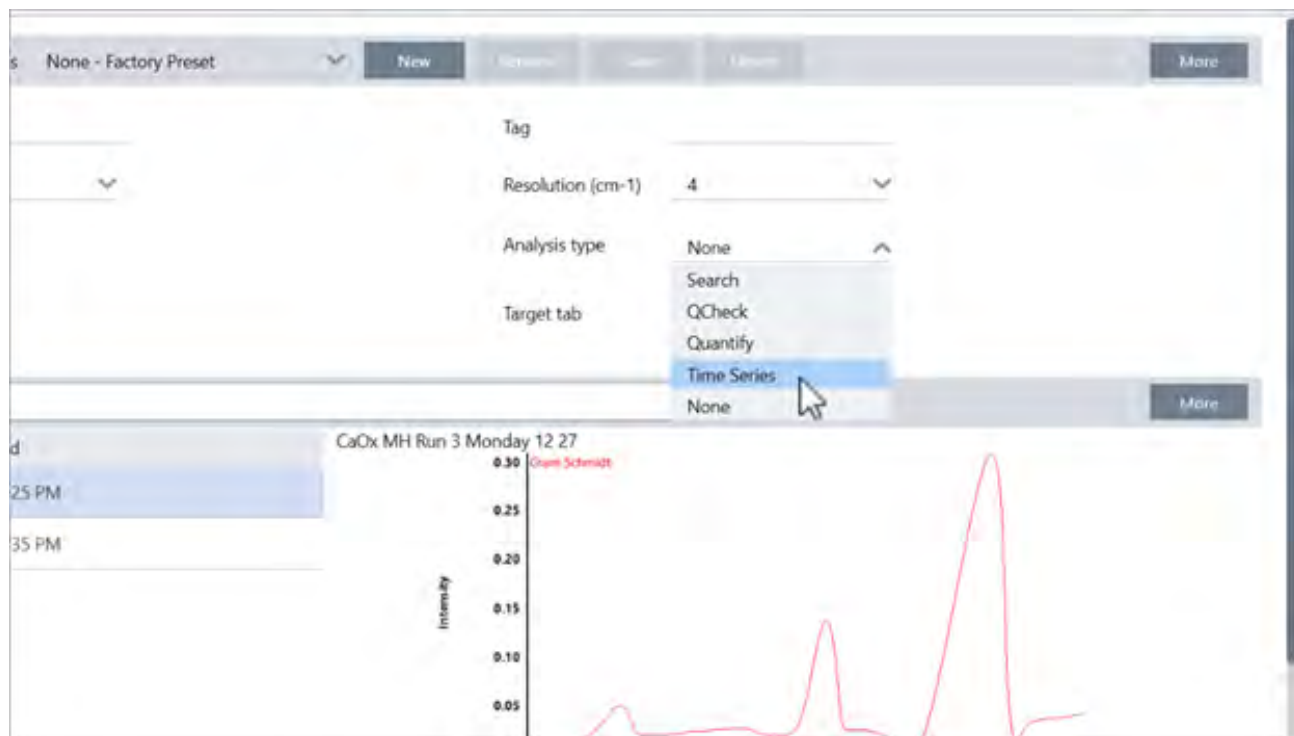 s None - Factory Preset New More
Tag
Resolution (cm-1) 4
Analysis type None
Search
Target tab QCheck
Quantify
Time Series
None More
d CaOx MH Run 3 Monday 12 27
0.30 Gram Schmidt
25 PM
0.25
35 PM
0.20
Intensity
0.15
0.10
0.05